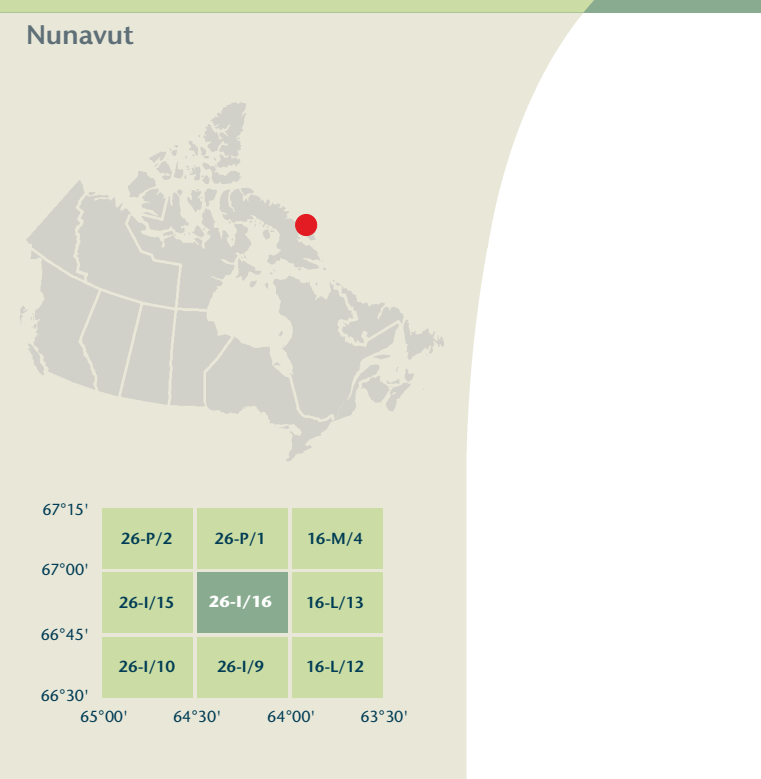 Nunavut
67°15'
26-P/2 26-P/1 16-M/4
67°00'
26-I/15 26-I/16 16-L/13
66°45'
26-I/10 26-I/9 16-L/12
66°30'
65°00' 64°30' 64°00' 63°30'